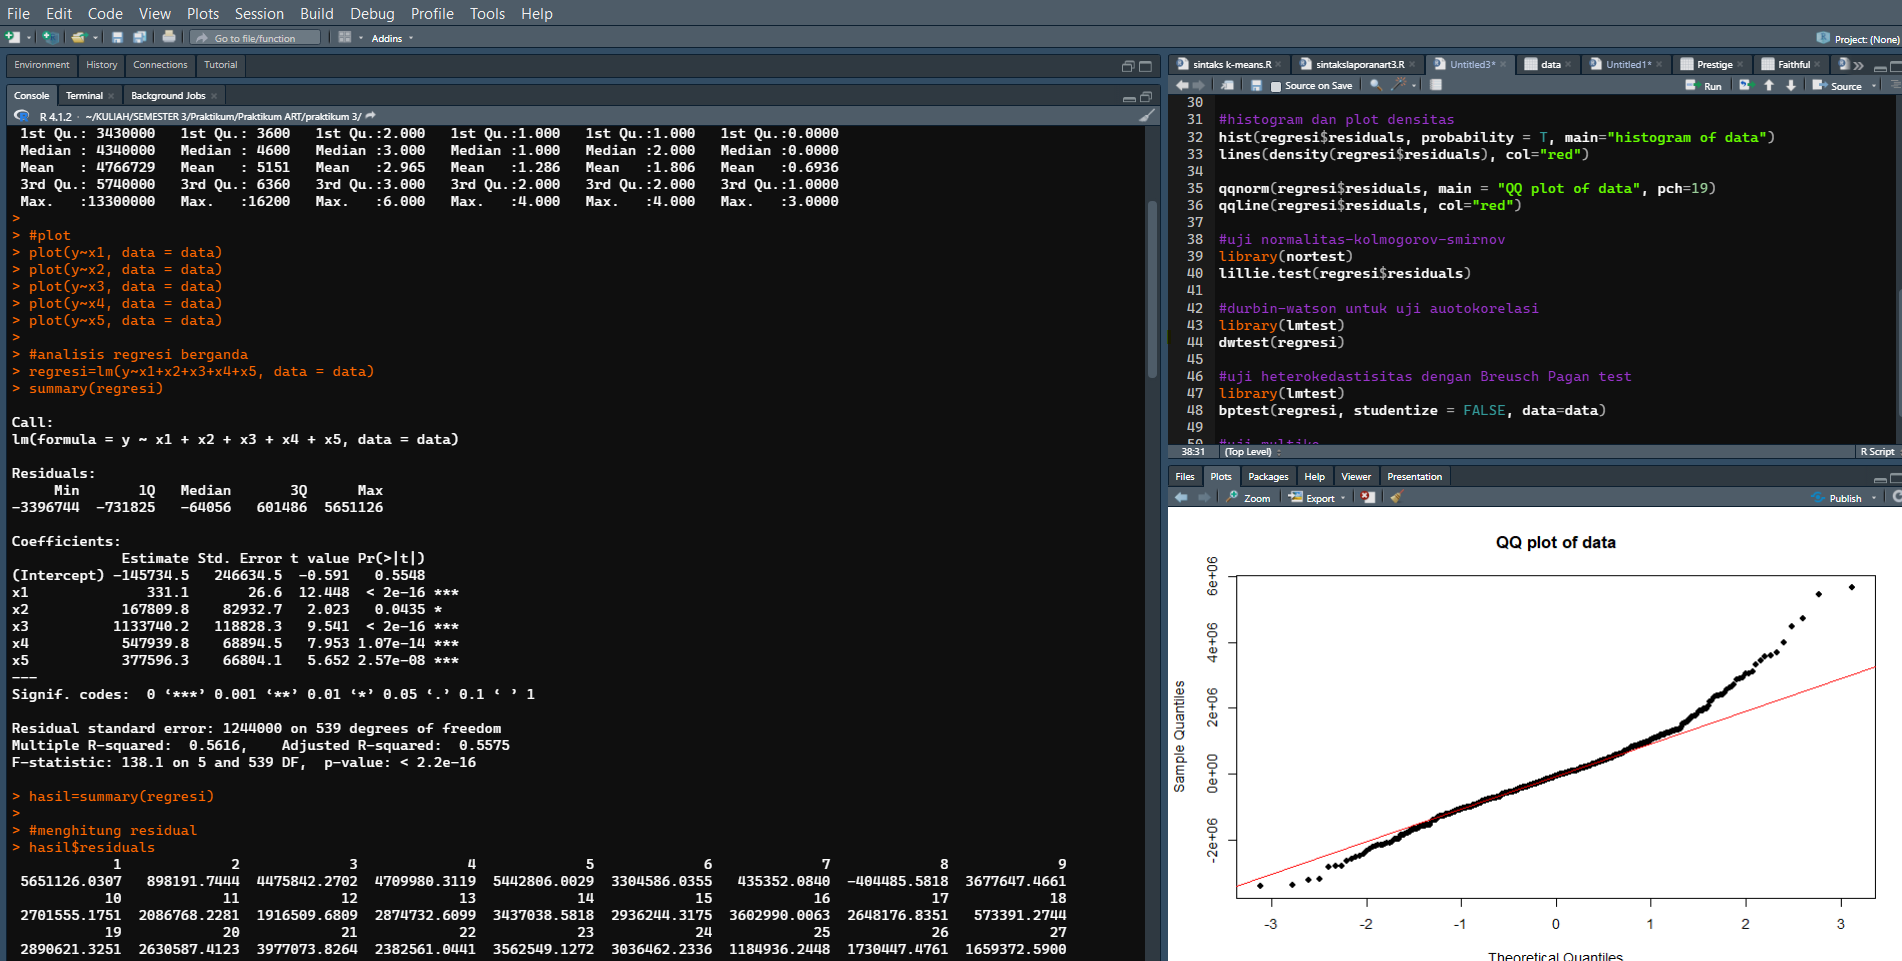 File Edit Code View Plots Session Build Debug Profile Tools Help
Go to file/function Addins Project: (None)
Environment History Connections Tutorial
Console Terminal Background Jobs
R 4.1.2 · ~/KULIAH/SEMESTER 3/Praktikum/Praktikum ART/praktikum 3/
1st Qu.: 3430000 1st Qu.: 3600 1st Qu.:2.000 1st Qu.:1.000 1st Qu.:1.000 1st Qu.:0.0000
Median : 4340000 Median : 4600 Median :3.000 Median :1.000 Median :2.000 Median :0.0000
Mean : 4766729 Mean : 5151 Mean :2.965 Mean :1.286 Mean :1.806 Mean :0.6936
3rd Qu.: 5740000 3rd Qu.: 6360 3rd Qu.:3.000 3rd Qu.:2.000 3rd Qu.:2.000 3rd Qu.:1.0000
Max. :13300000 Max. :16200 Max. :6.000 Max. :4.000 Max. :4.000 Max. :3.0000
>
> #plot
> plot(y~x1, data = data)
> plot(y~x2, data = data)
> plot(y~x3, data = data)
> plot(y~x4, data = data)
> plot(y~x5, data = data)
>
> #analisis regresi berganda
> regresi=lm(y~x1+x2+x3+x4+x5, data = data)
> summary(regresi)
Call:
lm(formula = y ~ x1 + x2 + x3 + x4 + x5, data = data)
Residuals:
Min 1Q Median 3Q Max
-3396744 -731825 -64056 601486 5651126
Coefficients:
Estimate Std. Error t value Pr(>|t|)
(Intercept) -145734.5 246634.5 -0.591 0.5548
x1 331.1 26.6 12.448 < 2e-16 ***
x2 167809.8 82932.7 2.023 0.0435 *
x3 1133740.2 118828.3 9.541 < 2e-16 ***
x4 547939.8 68894.5 7.953 1.07e-14 ***
x5 377596.3 66804.1 5.652 2.57e-08 ***
---
Signif. codes: 0 ‘***’ 0.001 ‘**’ 0.01 ‘*’ 0.05 ‘.’ 0.1 ‘ ’ 1
Residual standard error: 1244000 on 539 degrees of freedom
Multiple R-squared: 0.5616, Adjusted R-squared: 0.5575
F-statistic: 138.1 on 5 and 539 DF, p-value: < 2.2e-16
> hasil=summary(regresi)
>
> #menghitung residual
> hasil$residuals
1 2 3 4 5 6 7 8 9
5651126.0307 898191.7444 4475842.2702 4709980.3119 5442806.0029 3304586.0355 435352.0840 -404485.5818 3677647.4661
10 11 12 13 14 15 16 17 18
2701555.1751 2086768.2281 1916509.6809 2874732.6099 3437038.5818 2936244.3175 3602990.0063 2648176.8351 573391.2744
19 20 21 22 23 24 25 26 27
2890621.3251 2630587.4123 3977073.8264 2382561.0441 3562549.1272 3036462.2336 1184936.2448 1730447.4761 1659372.5900
sintaks k-means.R sintakslaporanart3.R Untitled3* data Untitled1* Prestige Faithful
Source on Save Run Source
30
31 #histogram dan plot densitas
32 hist(regresi$residuals, probability = T, main="histogram of data")
33 lines(density(regresi$residuals), col="red")
34
35 qqnorm(regresi$residuals, main = "QQ plot of data", pch=19)
36 qqline(regresi$residuals, col="red")
37
38 #uji normalitas-kolmogorov-smirnov
39 library(nortest)
40 lillie.test(regresi$residuals)
41
42 #durbin-watson untuk uji auotokorelasi
43 library(lmtest)
44 dwtest(regresi)
45
46 #uji heterokedastisitas dengan Breusch Pagan test
47 library(lmtest)
48 bptest(regresi, studentize = FALSE, data=data)
49
50 #uji multiko
38:31 (Top Level) R Script
Files Plots Packages Help Viewer Presentation
Zoom Export Publish
QQ plot of data
Sample Quantiles
6e+06
4e+06
2e+06
0e+00
-2e+06
-3 -2 -1 0 1 2 3
Theoretical Quantiles